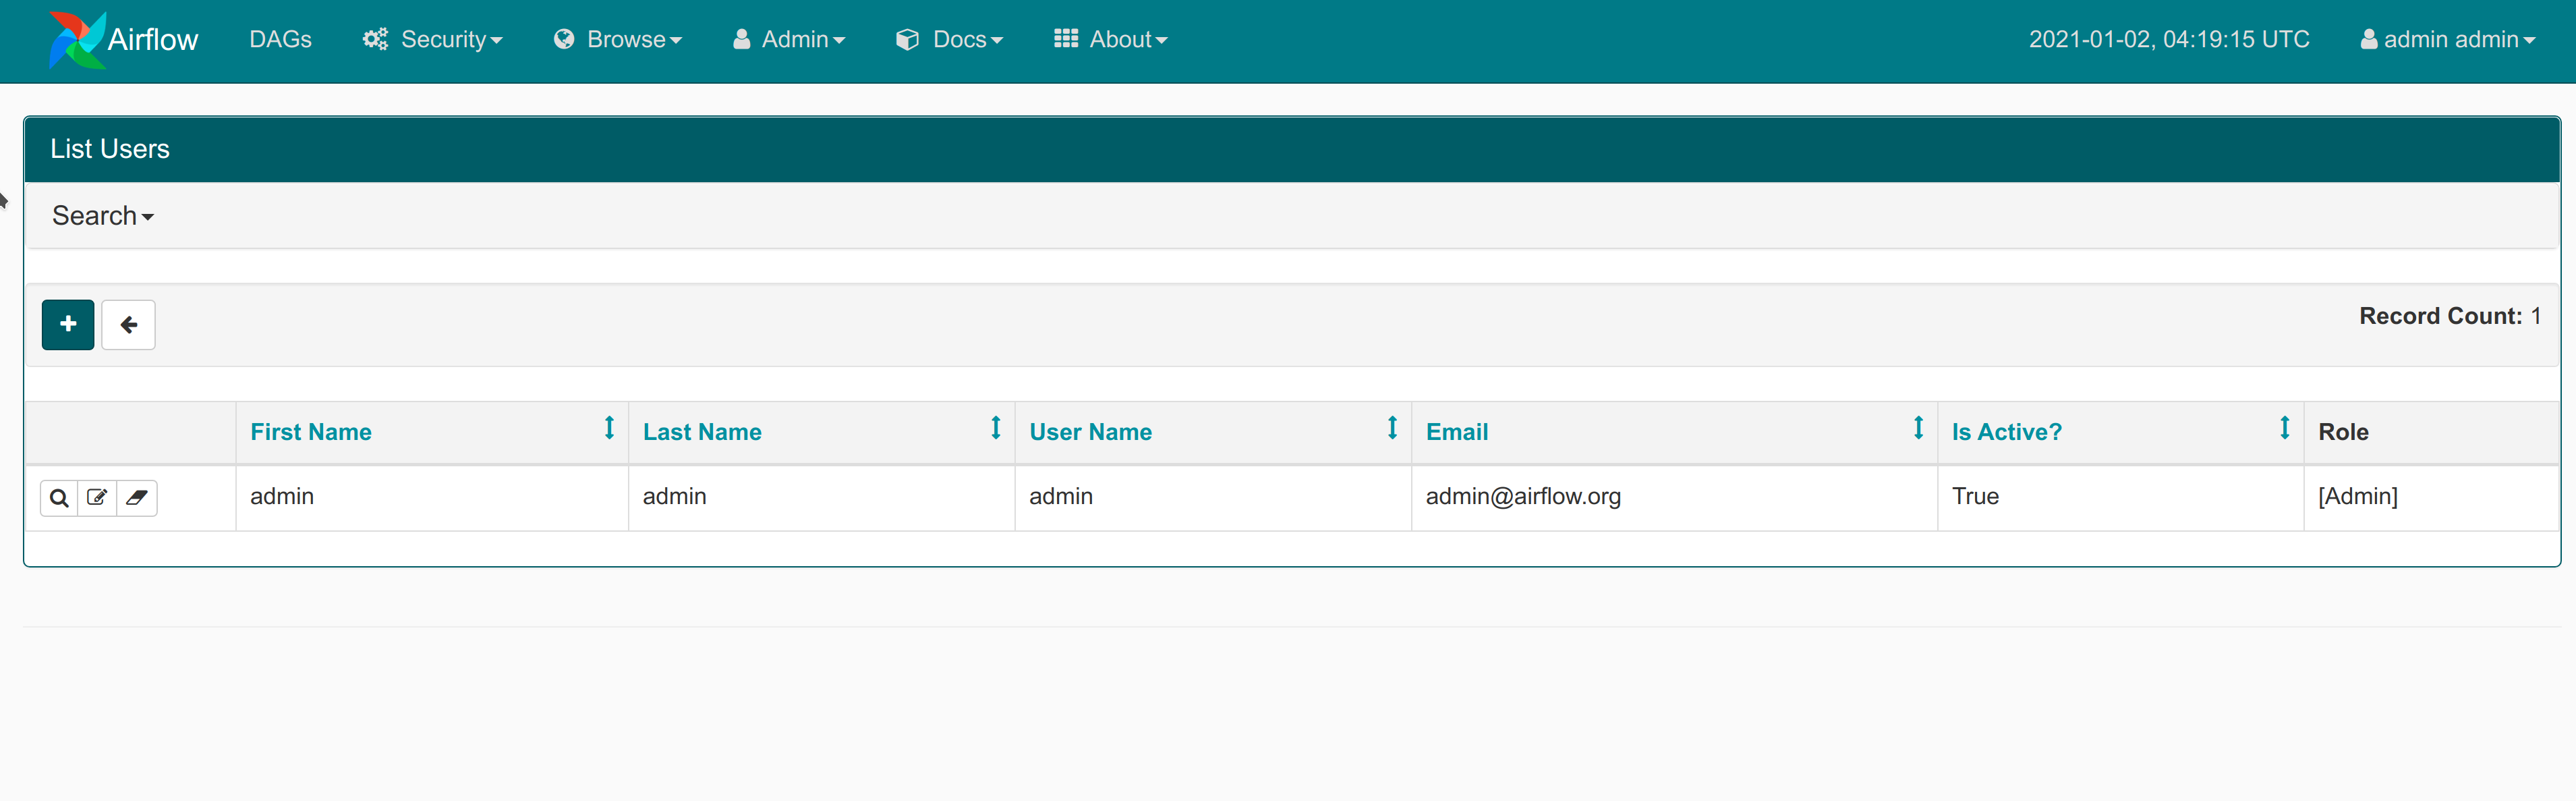 Airflow DAGs Security Browse Admin Docs About 2021-01-02, 04:19:15 UTC admin admin
List Users
Search
Record Count: 1
First Name Last Name User Name Email Is Active? Role
admin admin admin admin@airflow.org True [Admin]